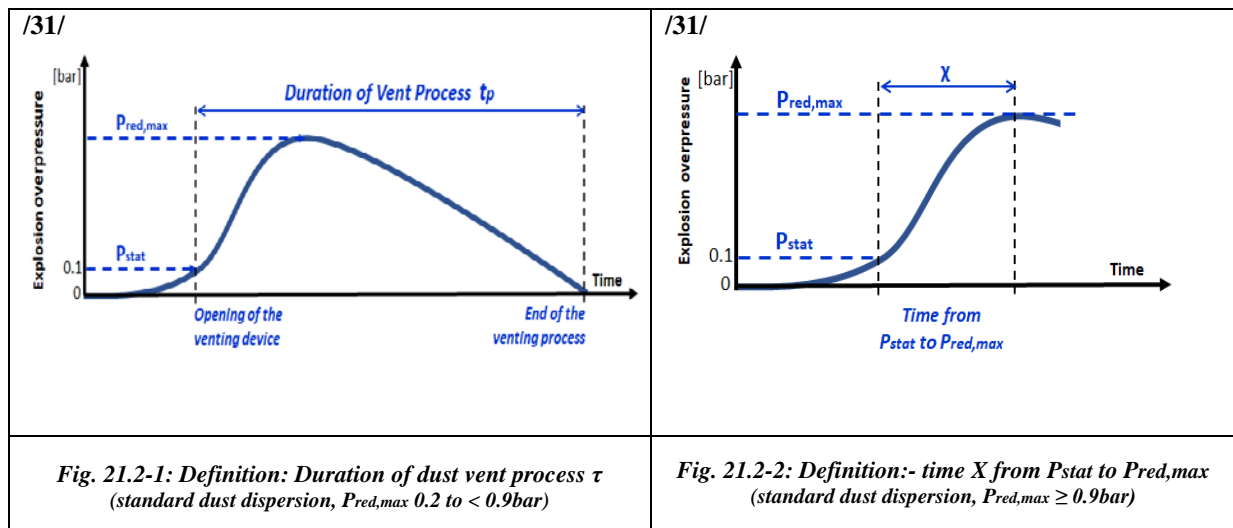 /31/
[bar]
Explosion overpressure
Duration of Vent Process tp
Pred,max
Pstat
0.1
0
Time
Opening of the
venting device
End of the
venting process
Fig. 21.2-1: Definition: Duration of dust vent process τ
(standard dust dispersion, Pred,max 0.2 to < 0.9bar)
/31/
[bar]
Explosion overpressure
X
Pred,max
Pstat
0.1
0
Time
Time from
Pstat to Pred,max
Fig. 21.2-2: Definition:- time X from Pstat to Pred,max
(standard dust dispersion, Pred,max ≥ 0.9bar)